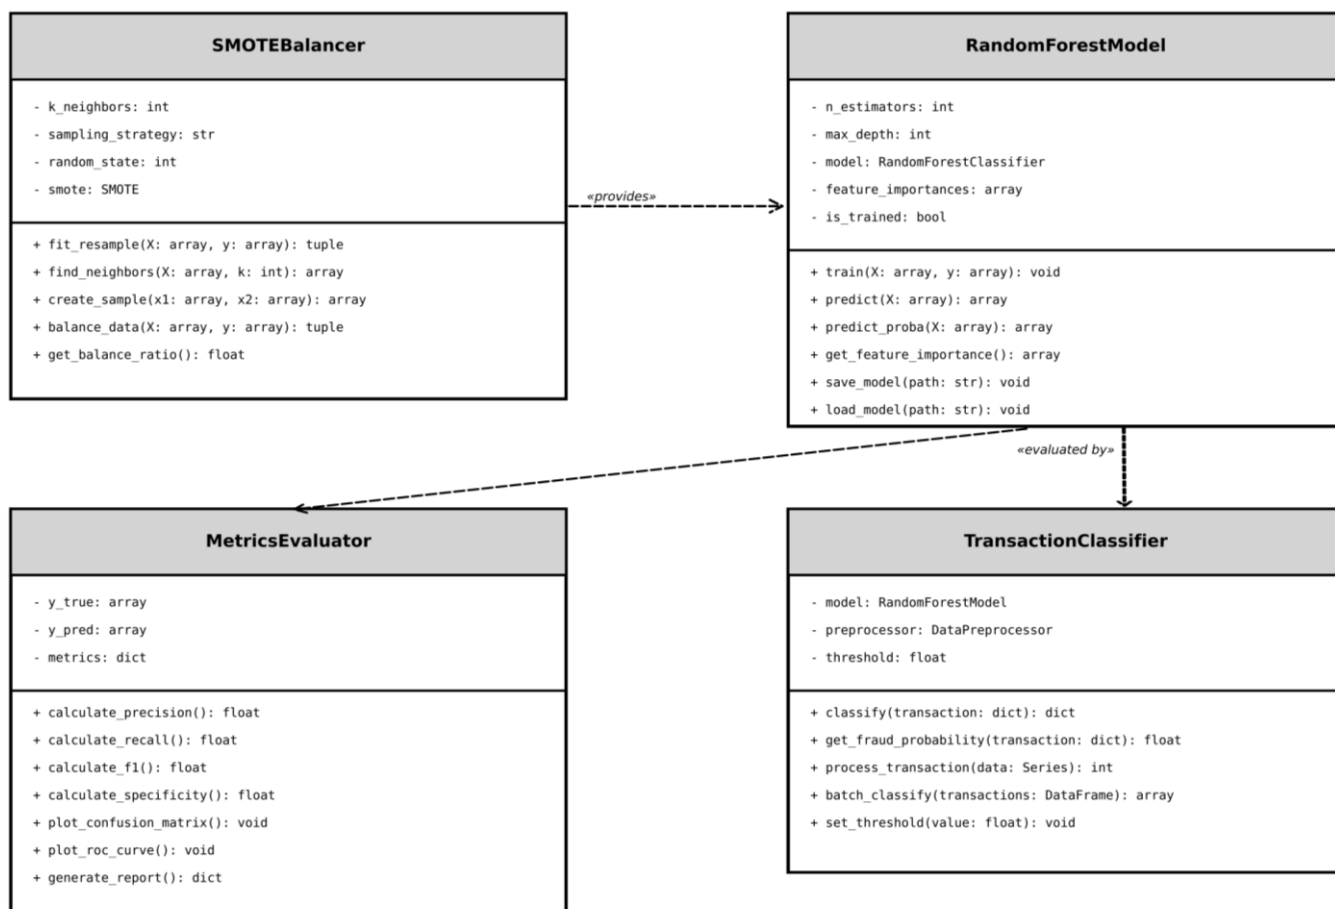 SMOTEBalancer
- k_neighbors: int
- sampling_strategy: str
- random_state: int
- smote: SMOTE
+ fit_resample(X: array, y: array): tuple
+ find_neighbors(X: array, k: int): array
+ create_sample(x1: array, x2: array): array
+ balance_data(X: array, y: array): tuple
+ get_balance_ratio(): float
«provides»
RandomForestModel
- n_estimators: int
- max_depth: int
- model: RandomForestClassifier
- feature_importances: array
- is_trained: bool
+ train(X: array, y: array): void
+ predict(X: array): array
+ predict_proba(X: array): array
+ get_feature_importance(): array
+ save_model(path: str): void
+ load_model(path: str): void
«evaluated by»
MetricsEvaluator
- y_true: array
- y_pred: array
- metrics: dict
+ calculate_precision(): float
+ calculate_recall(): float
+ calculate_f1(): float
+ calculate_specificity(): float
+ plot_confusion_matrix(): void
+ plot_roc_curve(): void
+ generate_report(): dict
TransactionClassifier
- model: RandomForestModel
- preprocessor: DataPreprocessor
- threshold: float
+ classify(transaction: dict): dict
+ get_fraud_probability(transaction: dict): float
+ process_transaction(data: Series): int
+ batch_classify(transactions: DataFrame): array
+ set_threshold(value: float): void